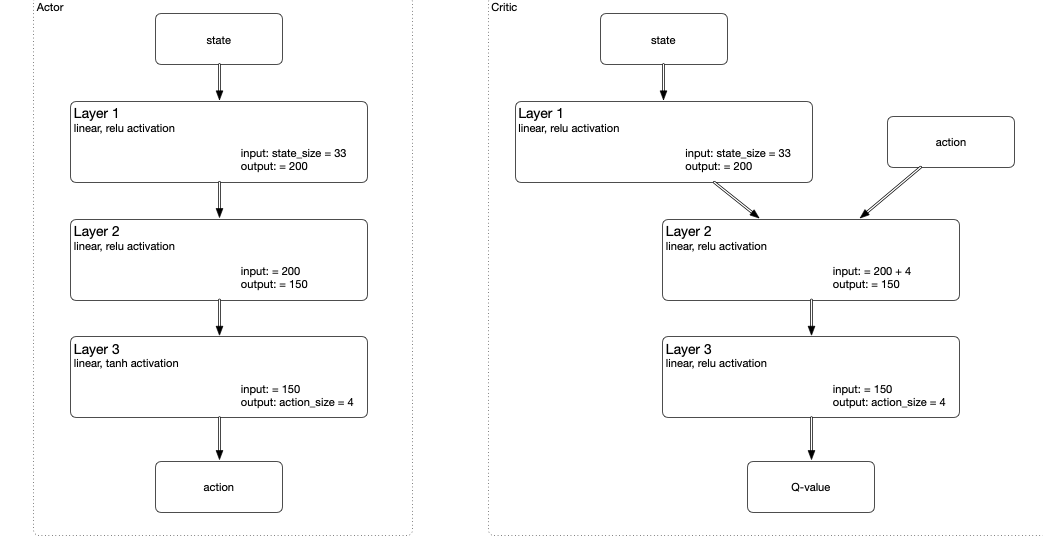 Actor
state
Layer 1
linear, relu activation
input: state_size = 33
output: = 200
Layer 2
linear, relu activation
input: = 200
output: = 150
Layer 3
linear, tanh activation
input: = 150
output: action_size = 4
action
Critic
state
Layer 1
linear, relu activation
input: state_size = 33
output: = 200
action
Layer 2
linear, relu activation
input: = 200 + 4
output: = 150
Layer 3
linear, relu activation
input: = 150
output: action_size = 4
Q-value